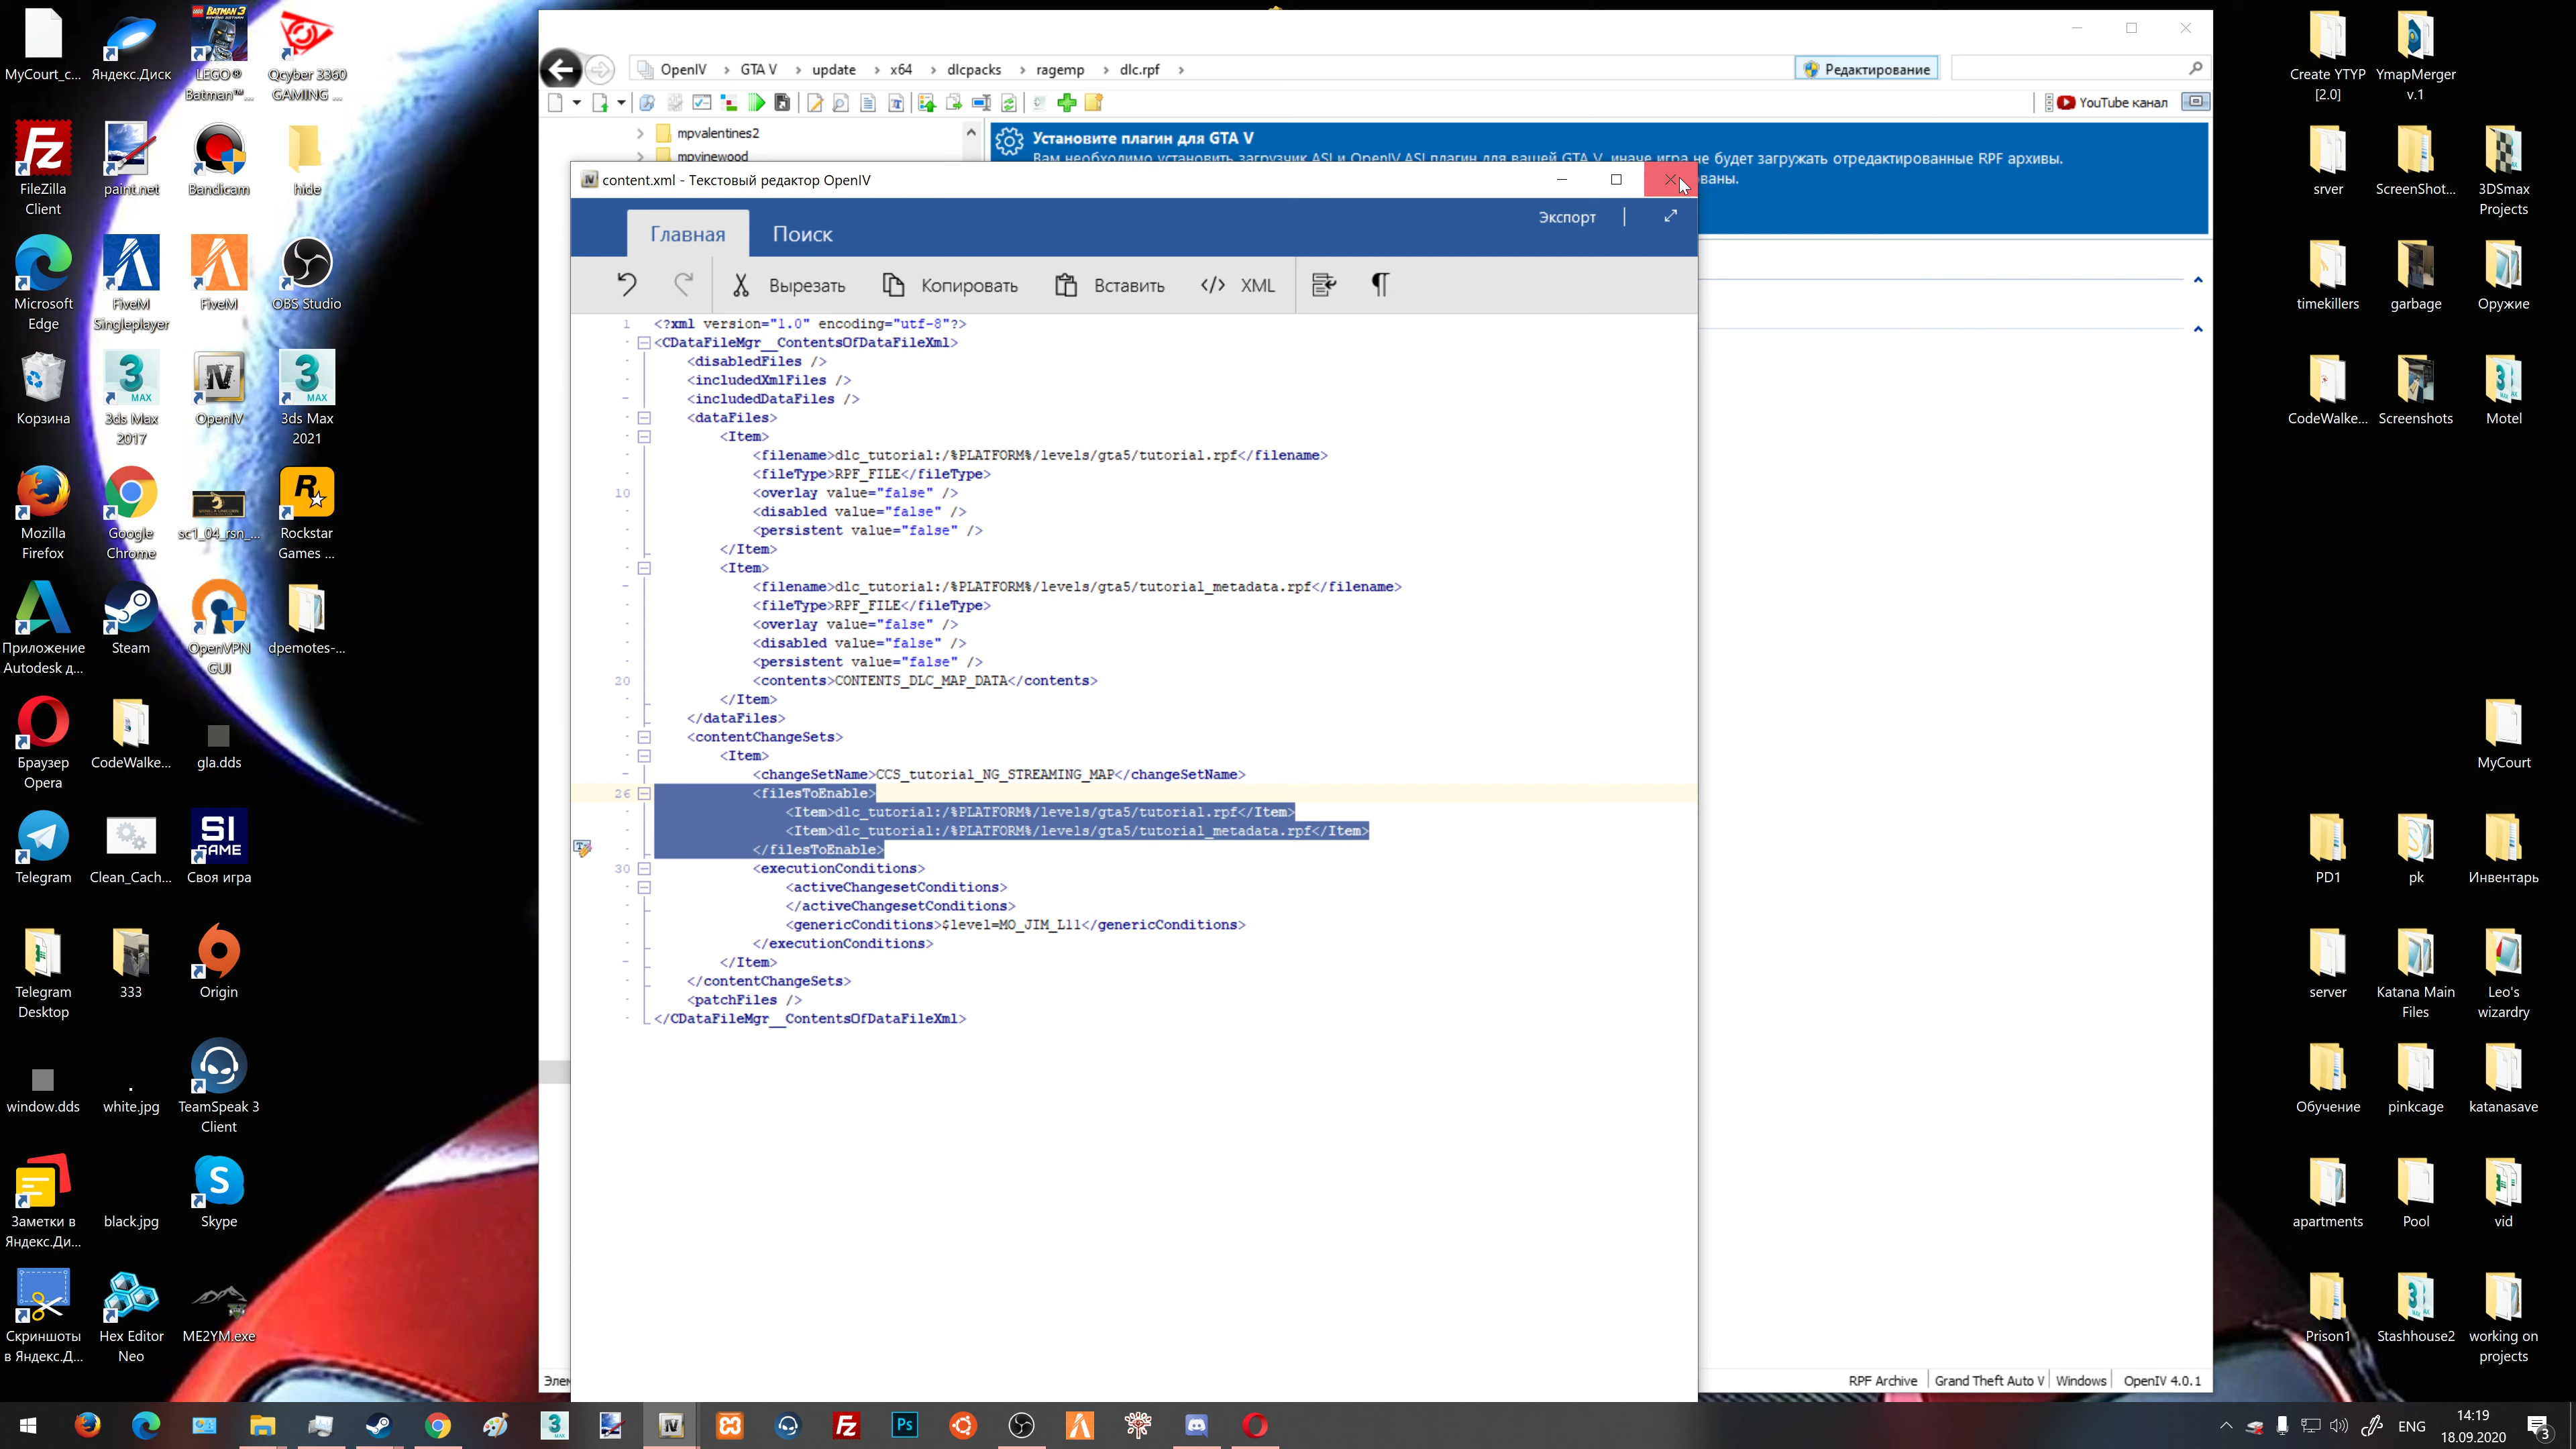 MyCourt_c...
Яндекс.Диск
LEGO®
Batman™...
Qcyber 3360
GAMING ...
FileZilla
Client
paint.net
Bandicam
hide
Microsoft
Edge
FiveM
Singleplayer
FiveM
OBS Studio
Корзина
3ds Max
2017
OpenIV
3ds Max
2021
Mozilla
Firefox
Google
Chrome
sc1_04_rsn_...
Rockstar
Games ...
Приложение
Autodesk д...
Steam
OpenVPN
GUI
dpemotes-...
Браузер
Opera
CodeWalke...
gla.dds
Telegram
Clean_Cach...
SI
GAME
Своя игра
Telegram
Desktop
333
Origin
window.dds
white.jpg
TeamSpeak 3
Client
Заметки в
Яндекс.Ди...
black.jpg
Skype
Скриншоты
в Яндекс.Д...
Hex Editor
Neo
ME2YM.exe
OpenIV › GTA V › update › x64 › dlcpacks › ragemp › dlc.rpf ›
Редактирование
YouTube канал
mpvalentines2
mpvinewood
Установите плагин для GTA V
Вам необходимо установить загрузчик ASI и OpenIV.ASI плагин для вашей GTA V, иначе игра не будет загружать отредактированные RPF архивы.
content.xml - Текстовый редактор OpenIV
Экспорт
Главная Поиск
Вырезать Копировать Вставить XML
1 <?xml version="1.0" encoding="utf-8"?>
<CDataFileMgr__ContentsOfDataFileXml>
<disabledFiles />
<includedXmlFiles />
<includedDataFiles />
<dataFiles>
<Item>
<filename>dlc_tutorial:/%PLATFORM%/levels/gta5/tutorial.rpf</filename>
<fileType>RPF_FILE</fileType>
10 <overlay value="false" />
<disabled value="false" />
<persistent value="false" />
</Item>
<Item>
<filename>dlc_tutorial:/%PLATFORM%/levels/gta5/tutorial_metadata.rpf</filename>
<fileType>RPF_FILE</fileType>
<overlay value="false" />
<disabled value="false" />
<persistent value="false" />
20 <contents>CONTENTS_DLC_MAP_DATA</contents>
</Item>
</dataFiles>
<contentChangeSets>
<Item>
<changeSetName>CCS_tutorial_NG_STREAMING_MAP</changeSetName>
26 <filesToEnable>
<Item>dlc_tutorial:/%PLATFORM%/levels/gta5/tutorial.rpf</Item>
<Item>dlc_tutorial:/%PLATFORM%/levels/gta5/tutorial_metadata.rpf</Item>
</filesToEnable>
30 <executionConditions>
<activeChangesetConditions>
</activeChangesetConditions>
<genericConditions>$level=MO_JIM_L11</genericConditions>
</executionConditions>
</Item>
</contentChangeSets>
<patchFiles />
</CDataFileMgr__ContentsOfDataFileXml>
RPF Archive Grand Theft Auto V Windows OpenIV 4.0.1
Create YTYP
[2.0]
YmapMerger
v.1
srver
ScreenShot...
3DSmax
Projects
timekillers
garbage
Оружие
CodeWalke...
Screenshots
Motel
MyCourt
PD1
pk
Инвентарь
server
Katana Main
Files
Leo's
wizardry
Обучение
pinkcage
katanasave
apartments
Pool
vid
Prison1
Stashhouse2
working on
projects
ENG
14:19
18.09.2020
3